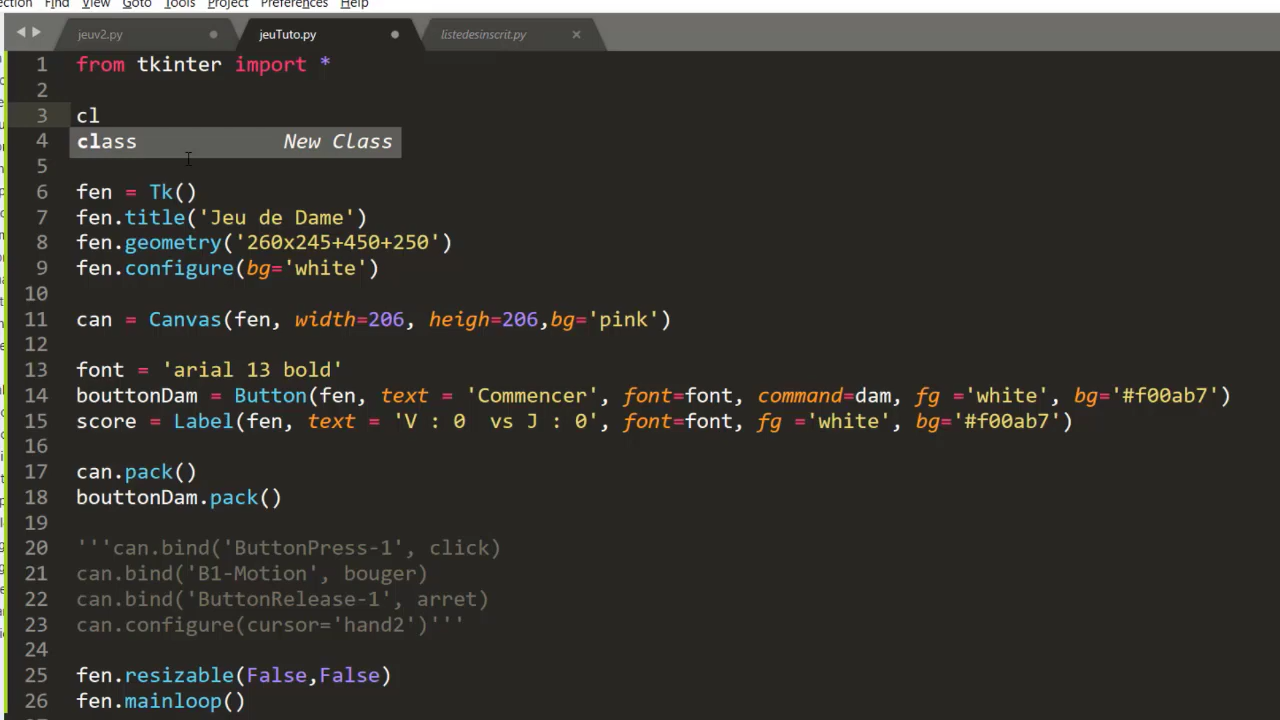 ection Find View Goto Tools Project Preferences Help
jeuv2.py jeuTuto.py listedesinscrit.py
1 from tkinter import *
2
3 cl
4 class New Class
5
6 fen = Tk()
7 fen.title('Jeu de Dame')
8 fen.geometry('260x245+450+250')
9 fen.configure(bg='white')
10
11 can = Canvas(fen, width=206, heigh=206,bg='pink')
12
13 font = 'arial 13 bold'
14 bouttonDam = Button(fen, text = 'Commencer', font=font, command=dam, fg ='white', bg='#f00ab7')
15 score = Label(fen, text = 'V : 0  vs J : 0', font=font, fg ='white', bg='#f00ab7')
16
17 can.pack()
18 bouttonDam.pack()
19
20 '''can.bind('ButtonPress-1', click)
21 can.bind('B1-Motion', bouger)
22 can.bind('ButtonRelease-1', arret)
23 can.configure(cursor='hand2')'''
24
25 fen.resizable(False,False)
26 fen.mainloop()